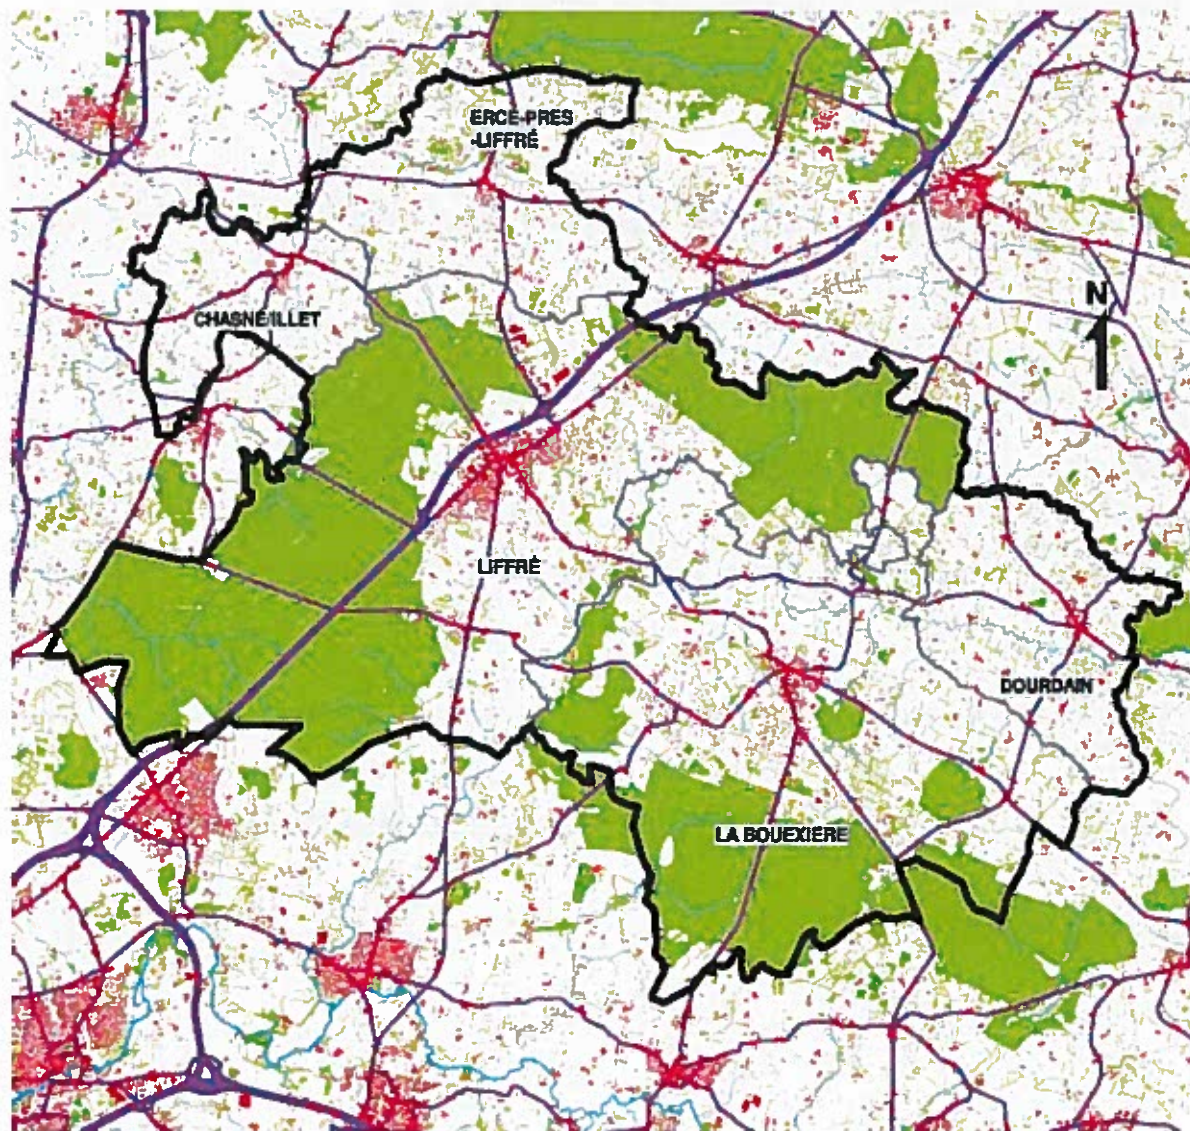 ERCE-PRES
-LIFFRÉ
N
CHASNE/ILLET
LIFFRÉ
DOURDAIN
LA BOUEXIERE